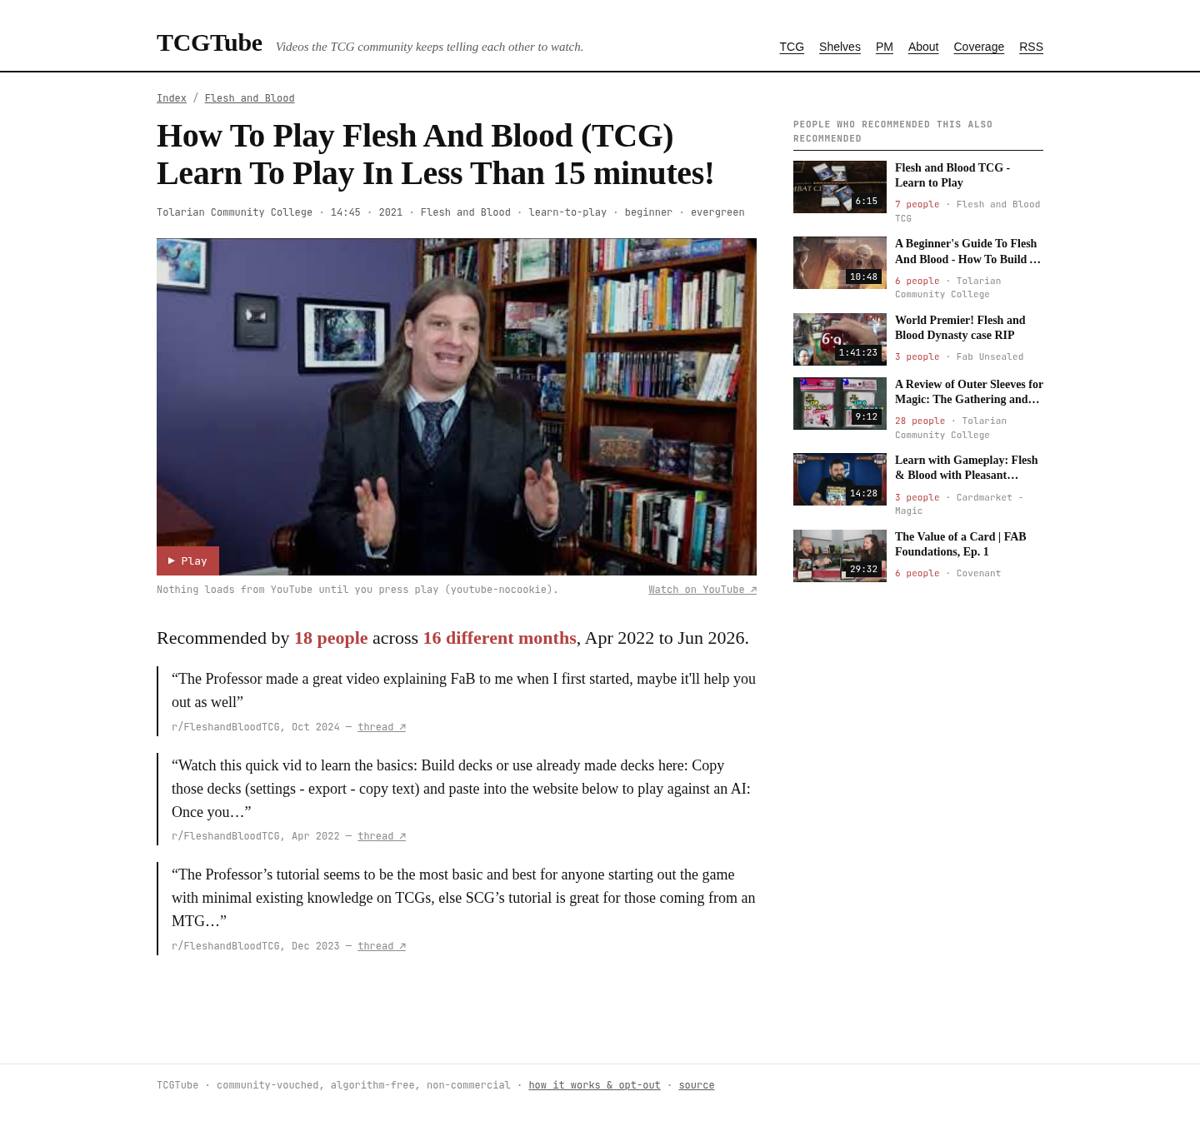 TCGTube Videos the TCG community keeps telling each other to watch. TCG Shelves PM About Coverage RSS
Index / Flesh and Blood
How To Play Flesh And Blood (TCG)
Learn To Play In Less Than 15 minutes!
Tolarian Community College · 14:45 · 2021 · Flesh and Blood · learn-to-play · beginner · evergreen
▶ Play
Nothing loads from YouTube until you press play (youtube-nocookie). Watch on YouTube ↗
Recommended by 18 people across 16 different months, Apr 2022 to Jun 2026.
“The Professor made a great video explaining FaB to me when I first started, maybe it'll help you
out as well”
r/FleshandBloodTCG, Oct 2024 — thread ↗
“Watch this quick vid to learn the basics: Build decks or use already made decks here: Copy
those decks (settings - export - copy text) and paste into the website below to play against an AI:
Once you…”
r/FleshandBloodTCG, Apr 2022 — thread ↗
“The Professor’s tutorial seems to be the most basic and best for anyone starting out the game
with minimal existing knowledge on TCGs, else SCG’s tutorial is great for those coming from an
MTG…”
r/FleshandBloodTCG, Dec 2023 — thread ↗
PEOPLE WHO RECOMMENDED THIS ALSO
RECOMMENDED
6:15
Flesh and Blood TCG -
Learn to Play
7 people · Flesh and Blood
TCG
10:48
A Beginner's Guide To Flesh
And Blood - How To Build …
6 people · Tolarian
Community College
1:41:23
World Premier! Flesh and
Blood Dynasty case RIP
3 people · Fab Unsealed
9:12
A Review of Outer Sleeves for
Magic: The Gathering and…
28 people · Tolarian
Community College
14:28
Learn with Gameplay: Flesh
& Blood with Pleasant…
3 people · Cardmarket -
Magic
29:32
The Value of a Card | FAB
Foundations, Ep. 1
6 people · Covenant
TCGTube · community-vouched, algorithm-free, non-commercial · how it works & opt-out · source